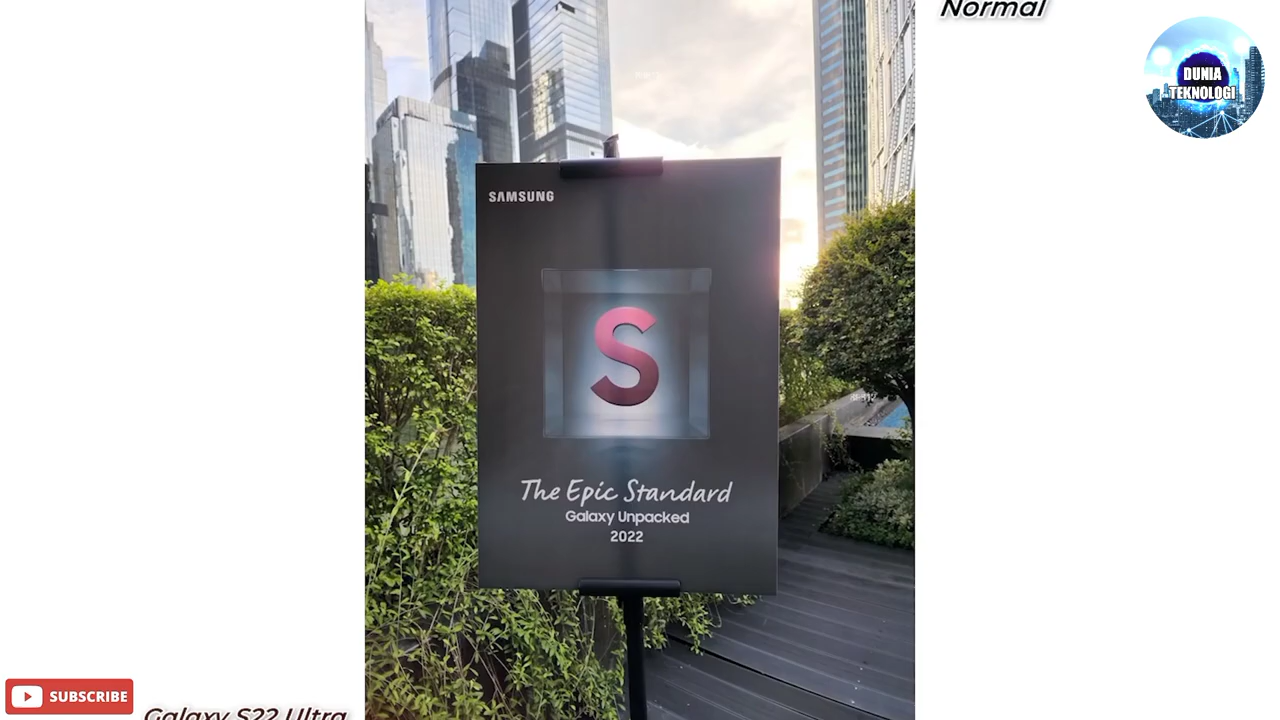 Normal
DUNIA
TEKNOLOGI
SAMSUNG
S
The Epic Standard
Galaxy Unpacked
2022
SUBSCRIBE
Galaxy S22 Ultra